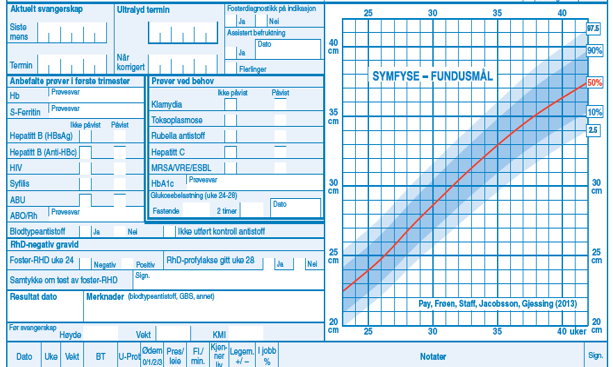 Aktuelt svangerskap
Ultralyd termin
Fosterdiagnostikk på indikasjon
Ja
Nei
Siste
mens
Assistert befruktning
Dato
Ja
Termin
Når
korrigert
Flerlinger
Anbefalte prøver i første trimester
Prøver ved behov
Hb
Prøvesvar
Ikke påvist
Påvist
S-Ferritin
Prøvesvar
Klamydia
Ikke påvist
Påvist
Toksoplasmose
Hepatitt B (HBsAg)
Rubella antistoff
Hepatitt B (Anti-HBc)
Hepatitt C
HIV
MRSA/VRE/ESBL
Syfilis
HbA1c
Prøvesvar
ABU
Glukosebelastning (uke 24-28)
ABO/Rh
Prøvesvar
Fastende
2 timer
Dato
Blodtypeantistoff
Ja
Nei
Ikke utført kontroll antistoff
RhD-negativ gravid
Foster-RHD uke 24
Negativ
Positiv
RhD-profylakse gitt uke 28
Ja
Nei
Samtykke om test av foster-RHD
Sign.
Resultat dato
Merknader (blodtypeantistoff, GBS, annet)
Før svangerskap
Høyde
Vekt
KMI
25
30
35
40
40
cm
97.5
90%
SYMFYSE – FUNDUSMÅL
50%
35
cm
10%
2.5
30
cm
30
cm
25
cm
25
cm
Pay, Frøen, Staff, Jacobsson, Gjessing (2013)
20
cm
20
cm
25
30
35
40 uker
Dato
Uke
Vekt
BT
U-Prot
Ødem
0/1/2/3
Pres/
leie
Fl./
min.
Kjen-
ner
liv
Legem.
+/ –
I jobb
%
Notater
Sign.